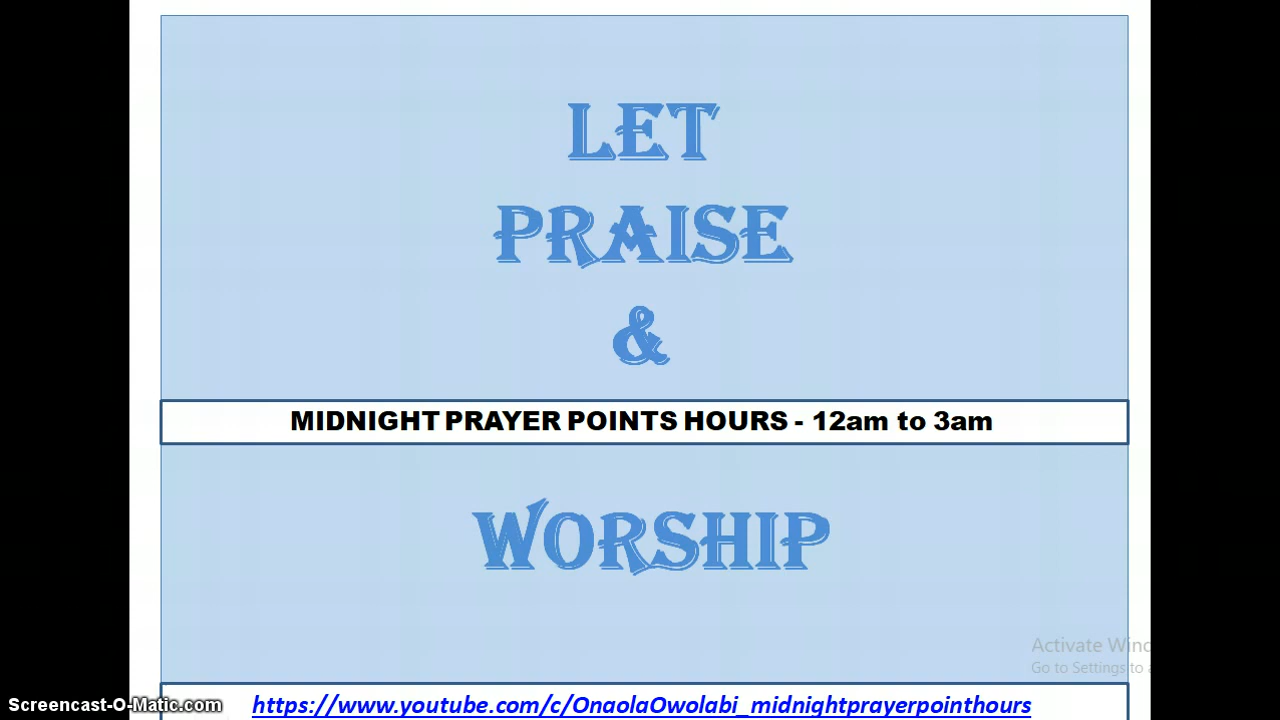 LET
PRAISE
&
MIDNIGHT PRAYER POINTS HOURS - 12am to 3am
WORSHIP
Activate Wind
Go to Settings to a
Screencast-O-Matic.com
https://www.youtube.com/c/OnaolaOwolabi_midnightprayerpointhours